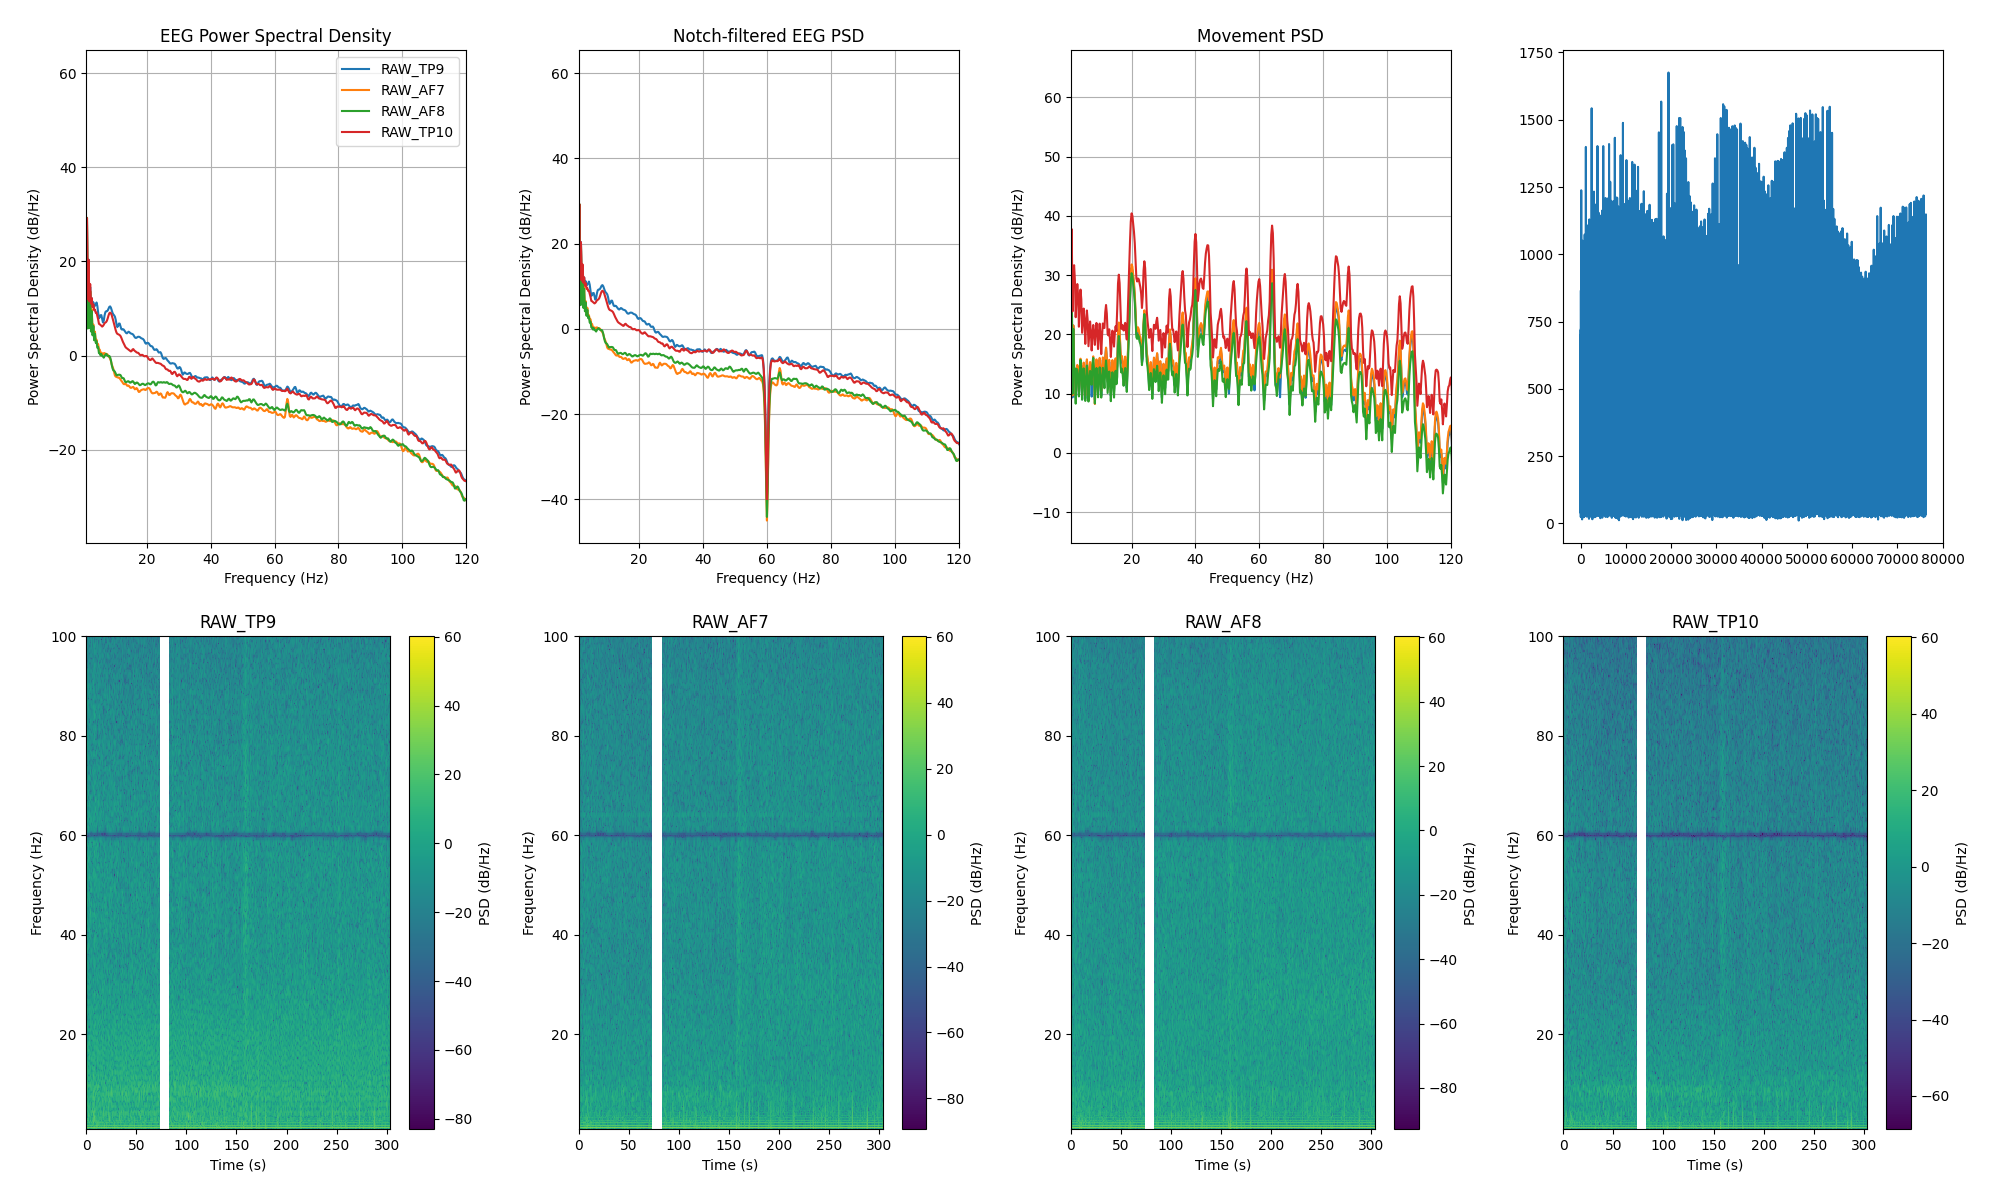 EEG Power Spectral Density
Power Spectral Density (dB/Hz)
60
40
20
0
−20
RAW_TP9
RAW_AF7
RAW_AF8
RAW_TP10
20 40 60 80 100 120
Frequency (Hz)
Notch-filtered EEG PSD
Power Spectral Density (dB/Hz)
60
40
20
0
−20
−40
20 40 60 80 100 120
Frequency (Hz)
Movement PSD
Power Spectral Density (dB/Hz)
60
50
40
30
20
10
0
−10
20 40 60 80 100 120
Frequency (Hz)
1750
1500
1250
1000
750
500
250
0
0 10000 20000 30000 40000 50000 60000 70000 80000
RAW_TP9
Frequency (Hz)
100
80
60
40
20
0 50 100 150 200 250 300
Time (s)
60
40
20
0
−20
−40
−60
−80
PSD (dB/Hz)
RAW_AF7
Frequency (Hz)
100
80
60
40
20
0 50 100 150 200 250 300
Time (s)
60
40
20
0
−20
−40
−60
−80
PSD (dB/Hz)
RAW_AF8
Frequency (Hz)
100
80
60
40
20
0 50 100 150 200 250 300
Time (s)
60
40
20
0
−20
−40
−60
−80
PSD (dB/Hz)
RAW_TP10
Frequency (Hz)
100
80
60
40
20
0 50 100 150 200 250 300
Time (s)
60
40
20
0
−20
−40
−60
PSD (dB/Hz)